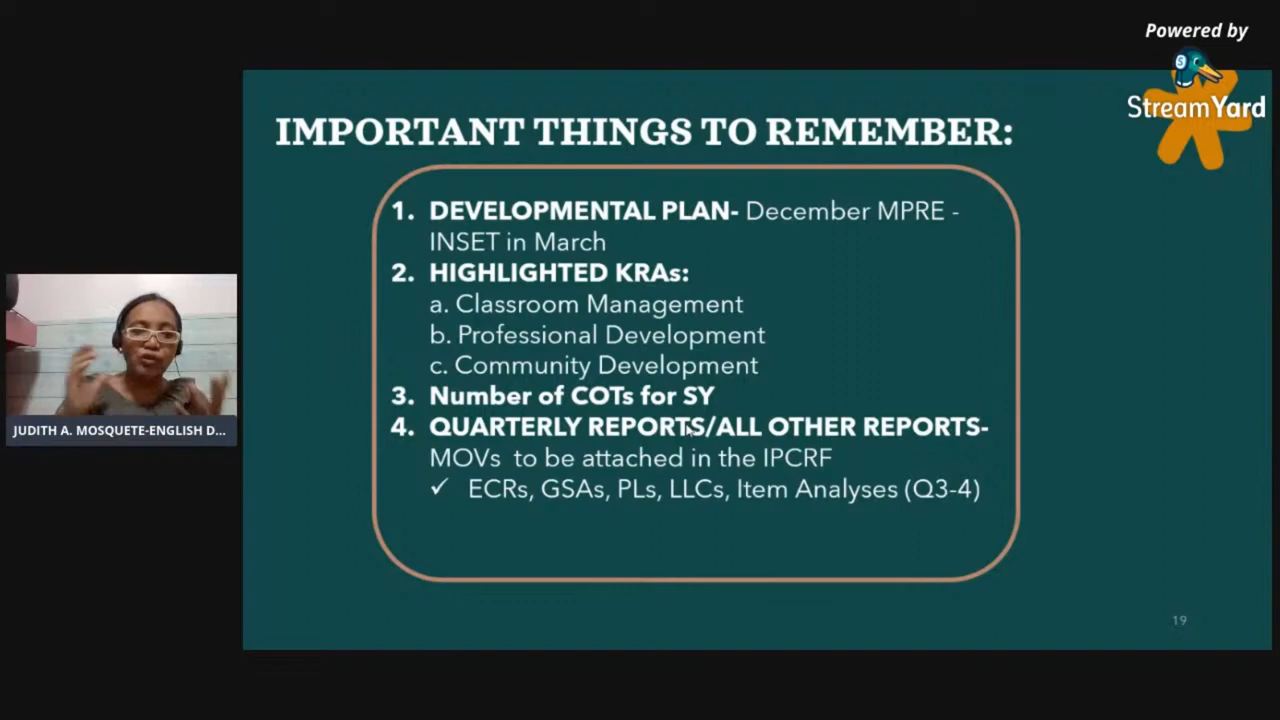 Powered by
StreamYard
IMPORTANT THINGS TO REMEMBER:
1. DEVELOPMENTAL PLAN- December MPRE -
INSET in March
2. HIGHLIGHTED KRAs:
a. Classroom Management
b. Professional Development
c. Community Development
3. Number of COTs for SY
4. QUARTERLY REPORTS/ALL OTHER REPORTS-
MOVs to be attached in the IPCRF
✓ ECRs, GSAs, PLs, LLCs, Item Analyses (Q3-4)
JUDITH A. MOSQUETE-ENGLISH D...
19